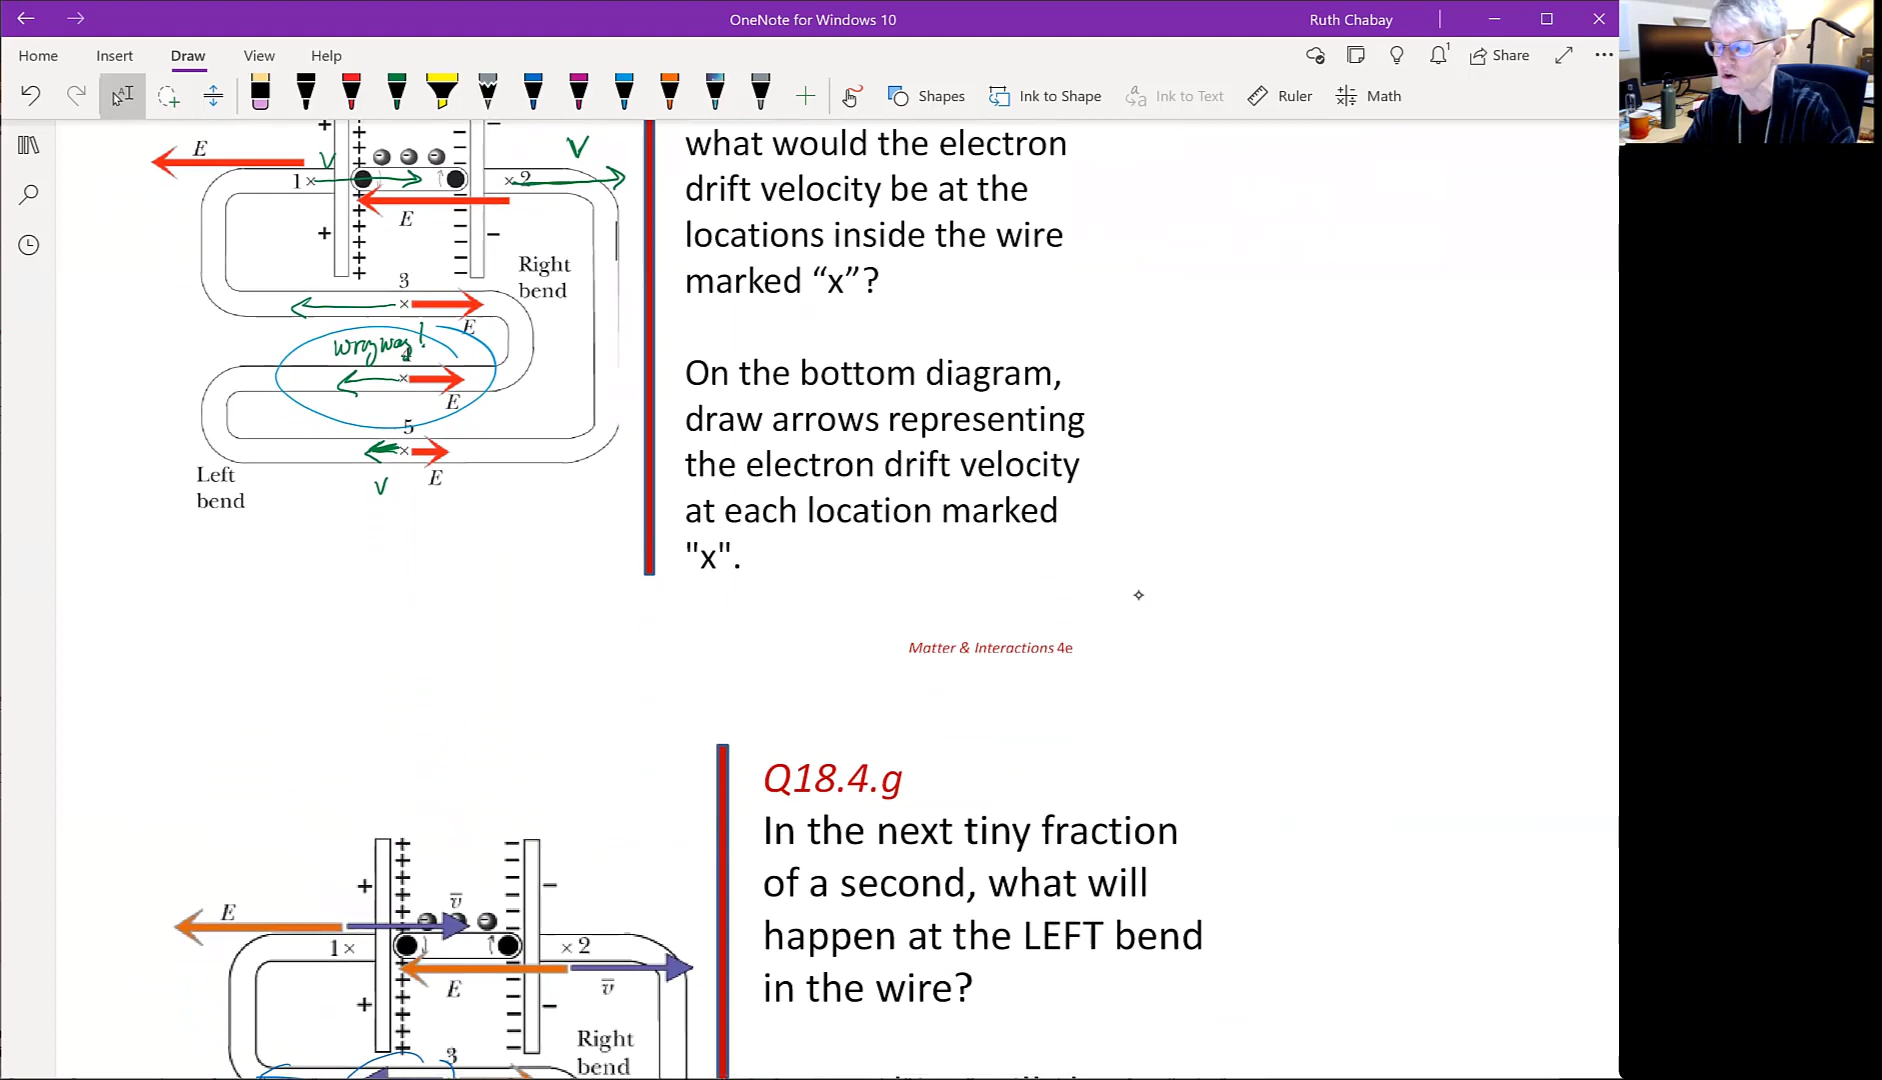 OneNote for Windows 10
Ruth Chabay
Home Insert Draw View Help
1 Share
Shapes Ink to Shape Ink to Text Ruler Math
E
V
V
1×
×2
E
+
+
−
−
Right
bend
3
×
E
wrong way!
4
×
E
5
×
E
V
Left
bend
what would the electron
drift velocity be at the
locations inside the wire
marked “x”?
On the bottom diagram,
draw arrows representing
the electron drift velocity
at each location marked
"x".
Matter & Interactions 4e
Q18.4.g
In the next tiny fraction
of a second, what will
happen at the LEFT bend
in the wire?
E
v̅
1×
×2
E
v̅
+
+
−
−
Right
bend
3